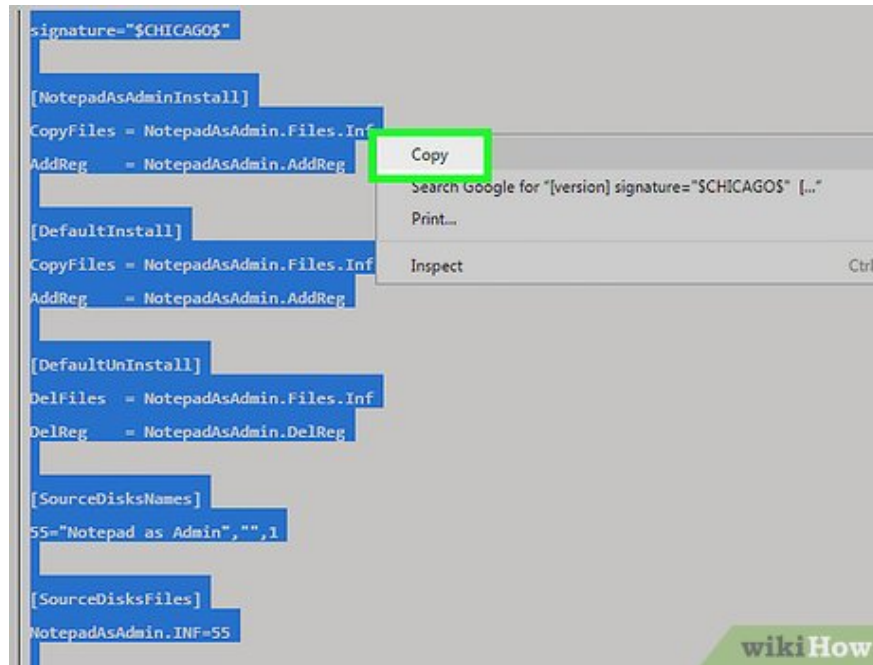 signature="$CHICAGO$"
[NotepadAsAdminInstall]
CopyFiles = NotepadAsAdmin.Files.Inf
AddReg    = NotepadAsAdmin.AddReg
[DefaultInstall]
CopyFiles = NotepadAsAdmin.Files.Inf
AddReg    = NotepadAsAdmin.AddReg
[DefaultUnInstall]
DelFiles  = NotepadAsAdmin.Files.Inf
DelReg    = NotepadAsAdmin.DelReg
[SourceDisksNames]
55="Notepad as Admin","",1
[SourceDisksFiles]
NotepadAsAdmin.INF=55
Copy
Search Google for "[version] signature="$CHICAGO$" [..."
Print...
Inspect Ctrl
wikiHow